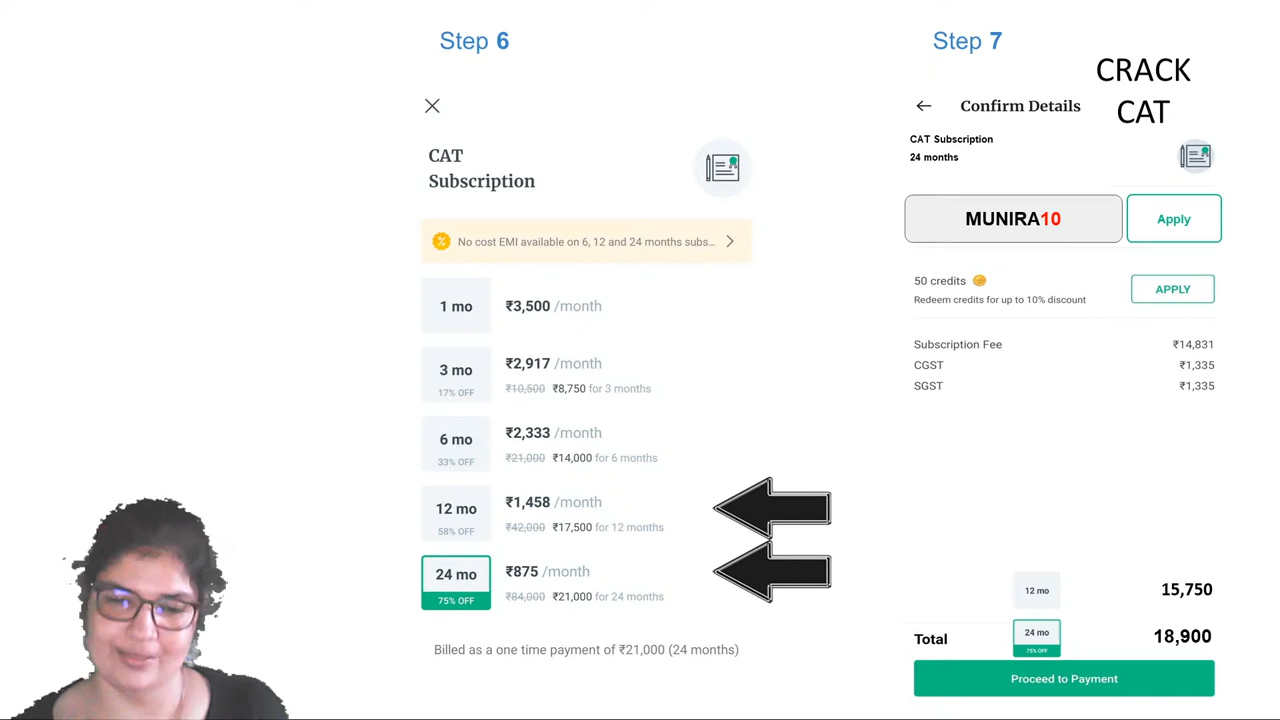 Step 6
CAT
Subscription
No cost EMI available on 6, 12 and 24 months subs...
1 mo
₹3,500 /month
3 mo
17% OFF
₹2,917 /month
₹10,500 ₹8,750 for 3 months
6 mo
33% OFF
₹2,333 /month
₹21,000 ₹14,000 for 6 months
12 mo
58% OFF
₹1,458 /month
₹42,000 ₹17,500 for 12 months
24 mo
75% OFF
₹875 /month
₹84,000 ₹21,000 for 24 months
Billed as a one time payment of ₹21,000 (24 months)
Step 7
CRACK
CAT
Confirm Details
CAT Subscription
24 months
MUNIRA10
Apply
50 credits
Redeem credits for up to 10% discount
APPLY
Subscription Fee ₹14,831
CGST ₹1,335
SGST ₹1,335
12 mo 15,750
Total
24 mo
75% OFF
18,900
Proceed to Payment